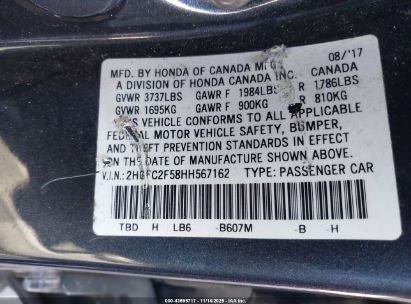 MFD. BY HONDA OF CANADA MFG. 08/'17
A DIVISION OF HONDA CANADA INC. CANADA
GVWR 3737LBS GAWR F 1984LBS R 1786LBS
GVWR 1695KG GAWR F 900KG R 810KG
THIS VEHICLE CONFORMS TO ALL APPLICABLE
FEDERAL MOTOR VEHICLE SAFETY, BUMPER,
AND THEFT PREVENTION STANDARDS IN EFFECT
ON THE DATE OF MANUFACTURE SHOWN ABOVE.
V.I.N.: 2HGFC2F58HH567162 TYPE: PASSENGER CAR
TBD H LB6 -B607M -B -H